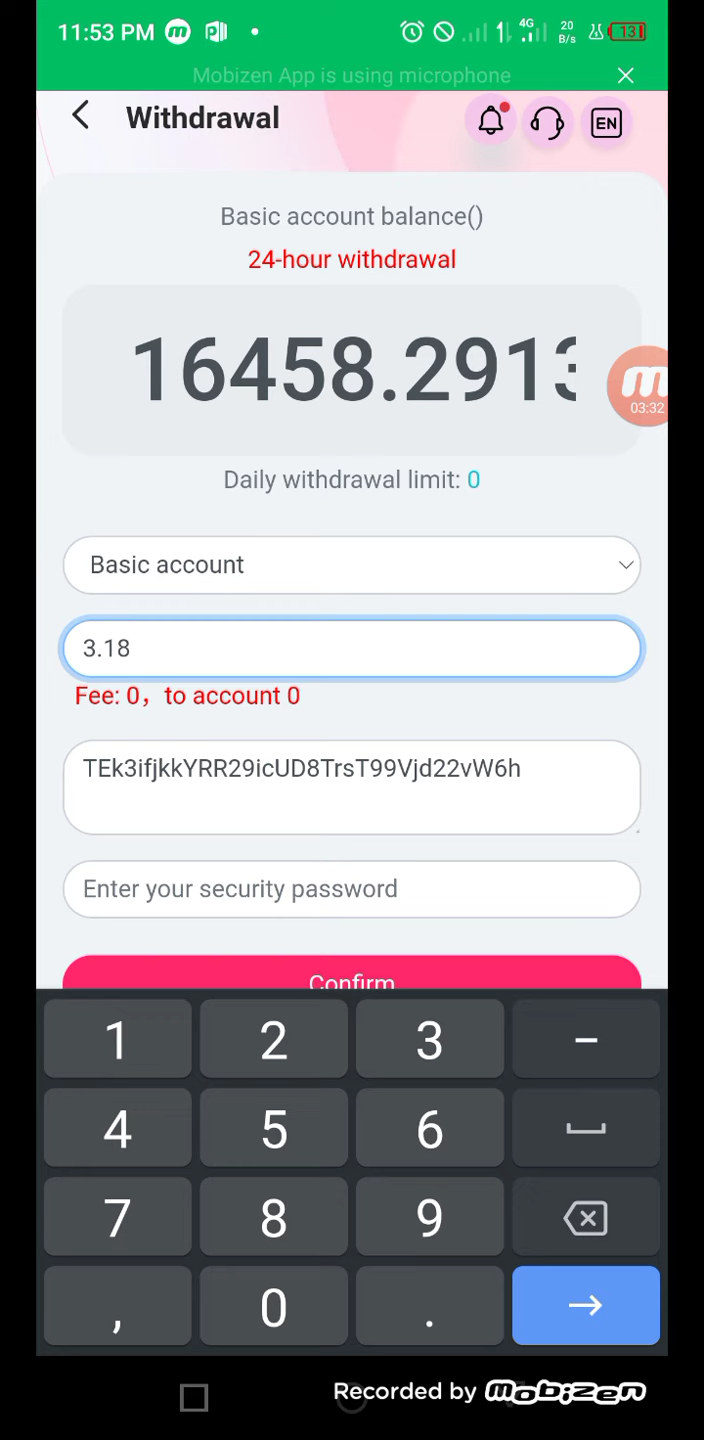 11:53 PM
4G
20
B/s
13
Mobizen App is using microphone
Withdrawal
EN
Basic account balance()
24-hour withdrawal
16458.2913
03:32
Daily withdrawal limit: 0
Basic account
3.18
Fee: 0，to account 0
TEk3ifjkkYRR29icUD8TrsT99Vjd22vW6h
Enter your security password
Confirm
1 2 3 –
4 5 6
7 8 9
, 0 .
Recorded by mobizen